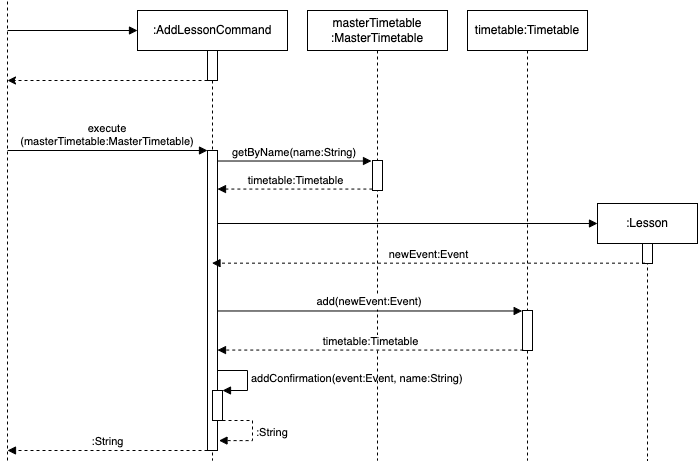 :AddLessonCommand
masterTimetable
:MasterTimetable
timetable:Timetable
execute
(masterTimetable:MasterTimetable)
getByName(name:String)
timetable:Timetable
:Lesson
newEvent:Event
add(newEvent:Event)
timetable:Timetable
addConfirmation(event:Event, name:String)
:String
:String